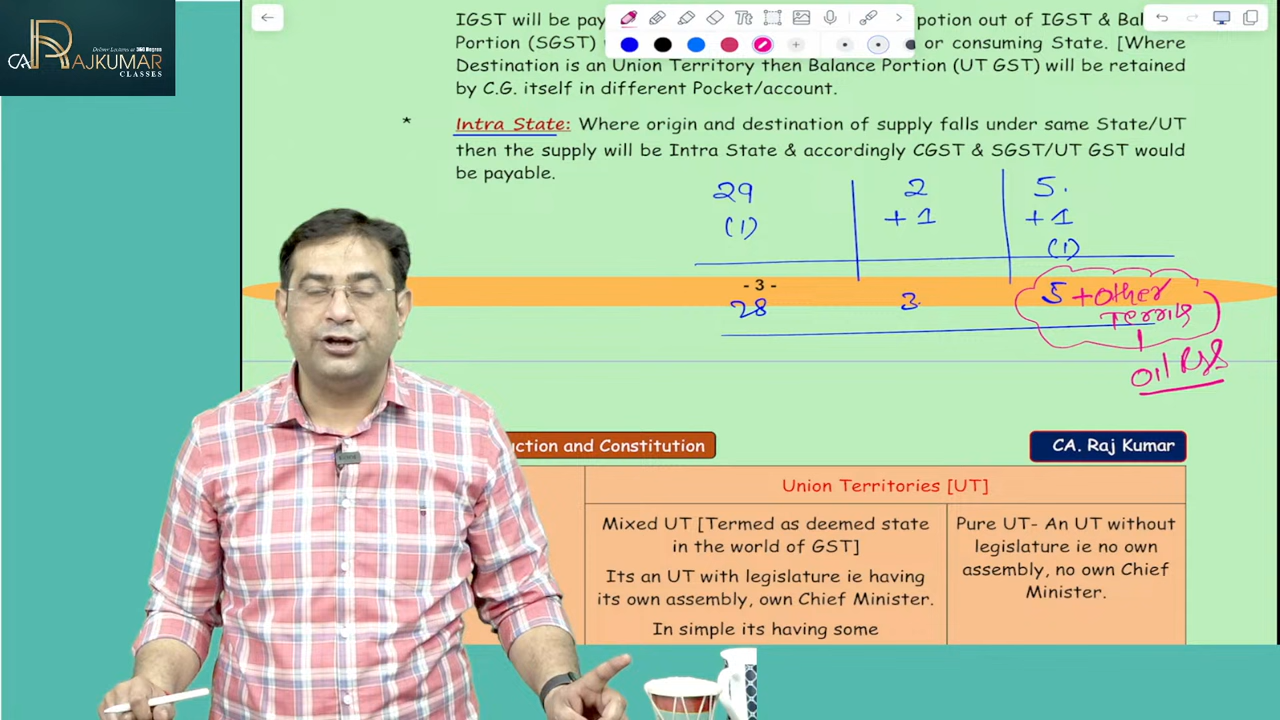 Deliver Lectures at 360 Degree
CA RAJKUMAR
CLASSES
IGST will be pay potion out of IGST &
Portion (SGST) or consuming State. [Where
Destination is an Union Territory then Balance Portion (UT GST) will be retained
by C.G. itself in different Pocket/account.
* Intra State: Where origin and destination of supply falls under same State/UT
then the supply will be Intra State & accordingly CGST & SGST/UT GST would
be payable.
29 2 5.
(1) + 1 + 1
(1)
- 3 -
28 3. 5 + other
oil
uction and Constitution
CA. Raj Kumar
Union Territories [UT]
Mixed UT [Termed as deemed state
in the world of GST]
Its an UT with legislature ie having
its own assembly, own Chief Minister.
In simple its having some
Pure UT- An UT without
legislature ie no own
assembly, no own Chief
Minister.